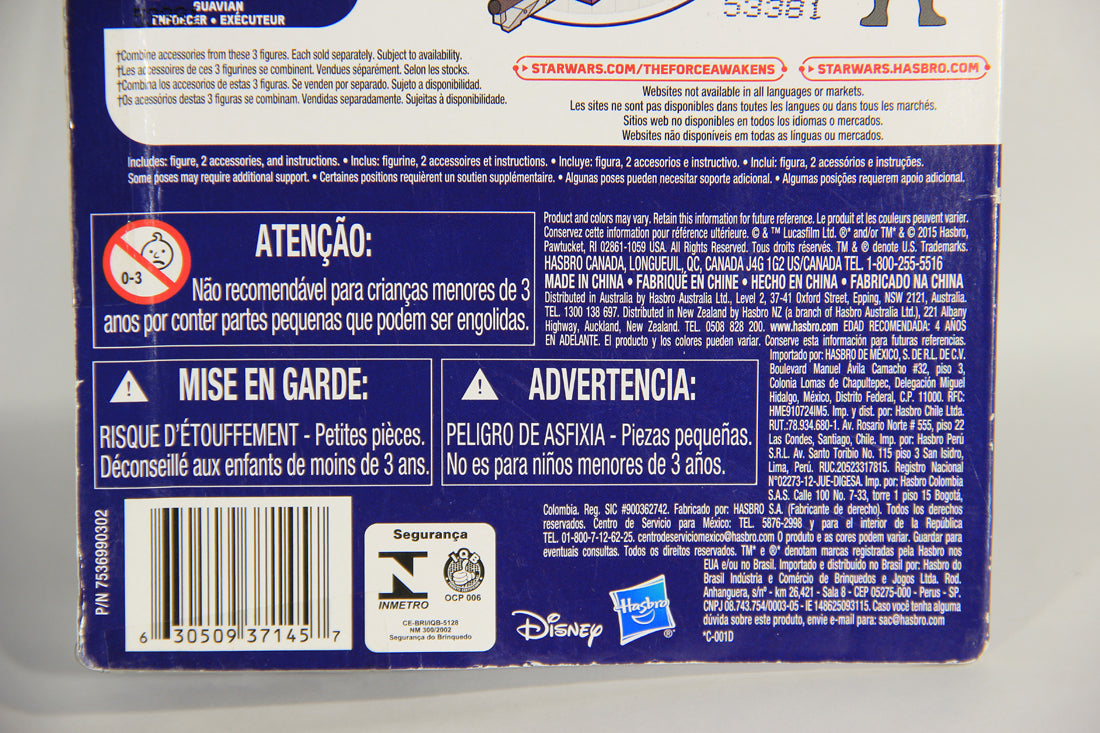 GUAVIAN
ENFORCER • EXÉCUTEUR
53381
†Combine accessories from these 3 figures. Each sold separately. Subject to availability.
†Les accessoires de ces 3 figurines se combinent. Vendues séparément. Selon les stocks.
†Combina los accesorios de estas 3 figuras. Se venden por separado. Sujeto a disponibilidad.
†Os acessórios destas 3 figuras se combinam. Vendidas separadamente. Sujeitas à disponibilidade.
STARWARS.COM/THEFORCEAWAKENS
STARWARS.HASBRO.COM
Websites not available in all languages or markets.
Les sites ne sont pas disponibles dans toutes les langues ou dans tous les marchés.
Sitios web no disponibles en todos los idiomas o mercados.
Websites não disponíveis em todas as línguas ou mercados.
Includes: figure, 2 accessories, and instructions. • Inclus: figurine, 2 accessoires et instructions. • Incluye: figura, 2 accesorios e instructivo. • Inclui: figura, 2 acessórios e instruções.
Some poses may require additional support. • Certaines positions requièrent un soutien supplémentaire. • Algunas poses pueden necesitar soporte adicional. • Algumas posições requerem apoio adicional.
0-3
ATENÇÃO:
Não recomendável para crianças menores de 3
anos por conter partes pequenas que podem ser engolidas.
MISE EN GARDE:
RISQUE D'ÉTOUFFEMENT - Petites pièces.
Déconseillé aux enfants de moins de 3 ans.
ADVERTENCIA:
PELIGRO DE ASFIXIA - Piezas pequeñas.
No es para niños menores de 3 años.
Product and colors may vary. Retain this information for future reference. Le produit et les couleurs peuvent varier.
Conservez cette information pour référence ultérieure. © & ™ Lucasfilm Ltd. ®* and/or TM* & © 2015 Hasbro,
Pawtucket, RI 02861-1059 USA. All Rights Reserved. Tous droits réservés. TM & ® denote U.S. Trademarks.
HASBRO CANADA, LONGUEUIL, QC, CANADA J4G 1G2 US/CANADA TEL. 1-800-255-5516
MADE IN CHINA • FABRIQUÉ EN CHINE • HECHO EN CHINA • FABRICADO NA CHINA
Distributed in Australia by Hasbro Australia Ltd., Level 2, 37-41 Oxford Street, Epping, NSW 2121, Australia.
TEL. 1300 138 697. Distributed in New Zealand by Hasbro NZ (a branch of Hasbro Australia Ltd.), 221 Albany
Highway, Auckland, New Zealand. TEL. 0508 828 200. www.hasbro.com EDAD RECOMENDADA: 4 AÑOS
EN ADELANTE. El producto y los colores pueden variar. Conserve esta información para futuras referencias.
Importado por: HASBRO DE MÉXICO, S. DE R.L. DE C.V.
Boulevard Manuel Ávila Camacho #32, piso 3,
Colonia Lomas de Chapultepec, Delegación Miguel
Hidalgo, México, Distrito Federal, C.P. 11000. RFC:
HME910724IM5. Imp. y dist. por: Hasbro Chile Ltda.
RUT.:78.934.680-1. Av. Rosario Norte # 555, piso 22
Las Condes, Santiago, Chile. Imp. por: Hasbro Perú
S.R.L. Av. Santo Toribio No. 115 piso 3 San Isidro,
Lima, Perú. RUC.20523317815. Registro Nacional
N°02273-12-JUE-DIGESA. Imp. por: Hasbro Colombia
S.A.S. Calle 100 No. 7-33, torre 1 piso 15 Bogotá,
Colombia. Reg. SIC #900362742. Fabricado por: HASBRO S.A. (Fabricante de derecho). Todos los derechos
reservados. Centro de Servicio para México: TEL. 5876-2998 y para el interior de la República
TEL. 01-800-7-12-62-25. centrodeserviciomexico@hasbro.com O produto e as cores podem variar. Guardar para
eventuais consultas. Todos os direitos reservados. TM* e ®* denotam marcas registradas pela Hasbro nos
EUA e/ou no Brasil. Importado e distribuído no Brasil por: Hasbro do
Brasil Indústria e Comércio de Brinquedos e Jogos Ltda. Rod.
Anhanguera, s/nº - km 26,421 - Sala 8 - CEP 05275-000 - Perus - SP.
CNPJ 08.743.754/0003-05 - IE 148625093115. Caso você tenha alguma
dúvida sobre este produto, envie e-mail para: sac@hasbro.com
*C-001D
P/N 7536990302
6 30509 37145 7
Segurança
INMETRO
IQB
OCP 006
CE-BRI/IQB-5128
NM 300/2002
Segurança do Brinquedo
Disney
Hasbro